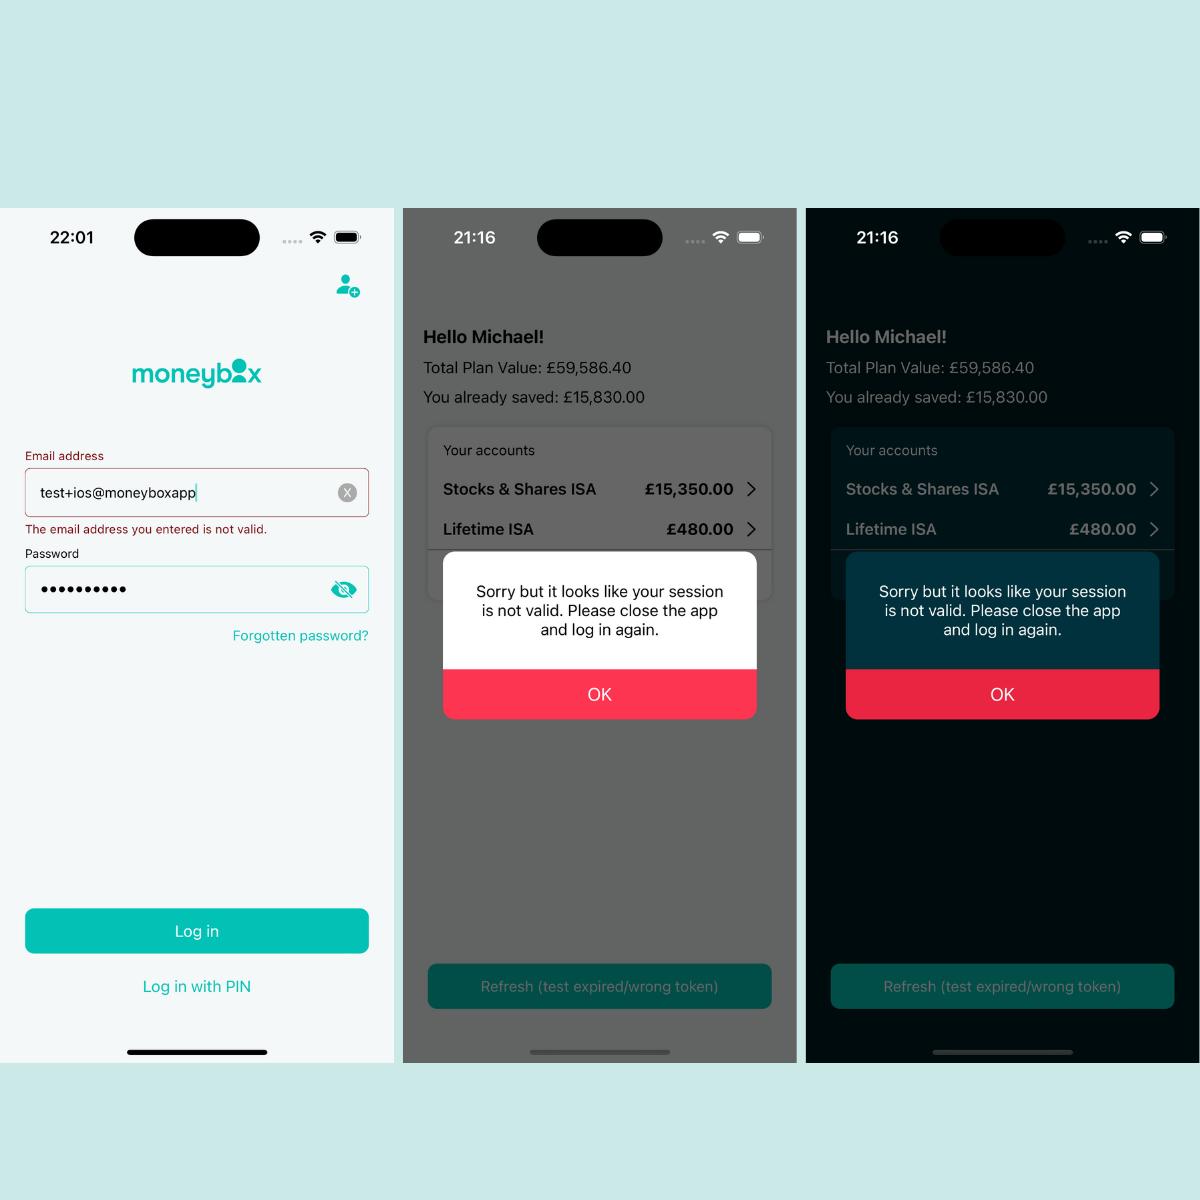 22:01
moneybox
Email address
test+ios@moneyboxapp
X
The email address you entered is not valid.
Password
Forgotten password?
Log in
Log in with PIN
21:16
Hello Michael!
Total Plan Value: £59,586.40
You already saved: £15,830.00
Your accounts
Stocks & Shares ISA £15,350.00
Lifetime ISA £480.00
Sorry but it looks like your session
is not valid. Please close the app
and log in again.
OK
Refresh (test expired/wrong token)
21:16
Hello Michael!
Total Plan Value: £59,586.40
You already saved: £15,830.00
Your accounts
Stocks & Shares ISA £15,350.00
Lifetime ISA £480.00
Sorry but it looks like your session
is not valid. Please close the app
and log in again.
OK
Refresh (test expired/wrong token)